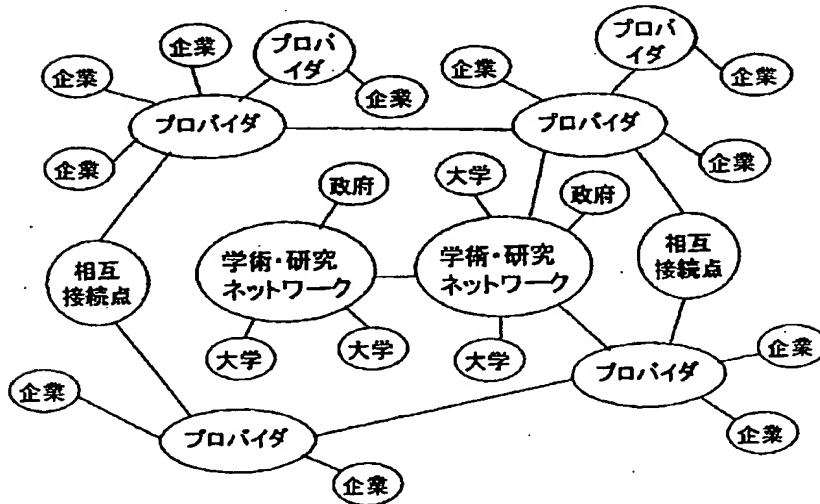 企業
プロバ
イダ
企業
企業
企業
プロバイダ
企業
プロバ
イダ
企業
企業
プロバイダ
企業
政府
大学
政府
相互
接続点
学術・研究
ネットワーク
学術・研究
ネットワーク
相互
接続点
大学
大学
大学
企業
プロバイダ
企業
企業
プロバイダ
企業